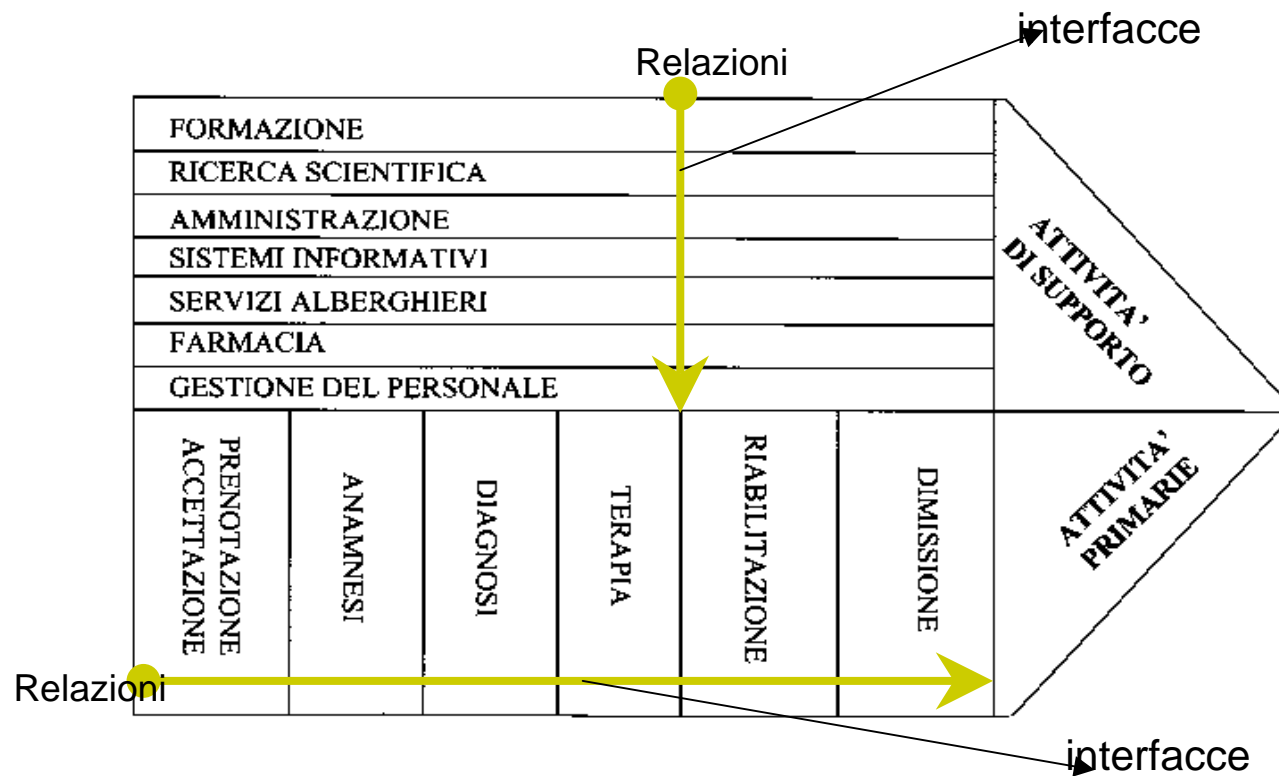 interfacce
Relazioni
FORMAZIONE
RICERCA SCIENTIFICA
AMMINISTRAZIONE
SISTEMI INFORMATIVI
SERVIZI ALBERGHIERI
FARMACIA
GESTIONE DEL PERSONALE
ATTIVITA'
DI SUPPORTO
PRENOTAZIONE
ACCETTAZIONE
ANAMNESI
DIAGNOSI
TERAPIA
RIABILITAZIONE
DIMISSIONE
ATTIVITA'
PRIMARIE
Relazioni
interfacce